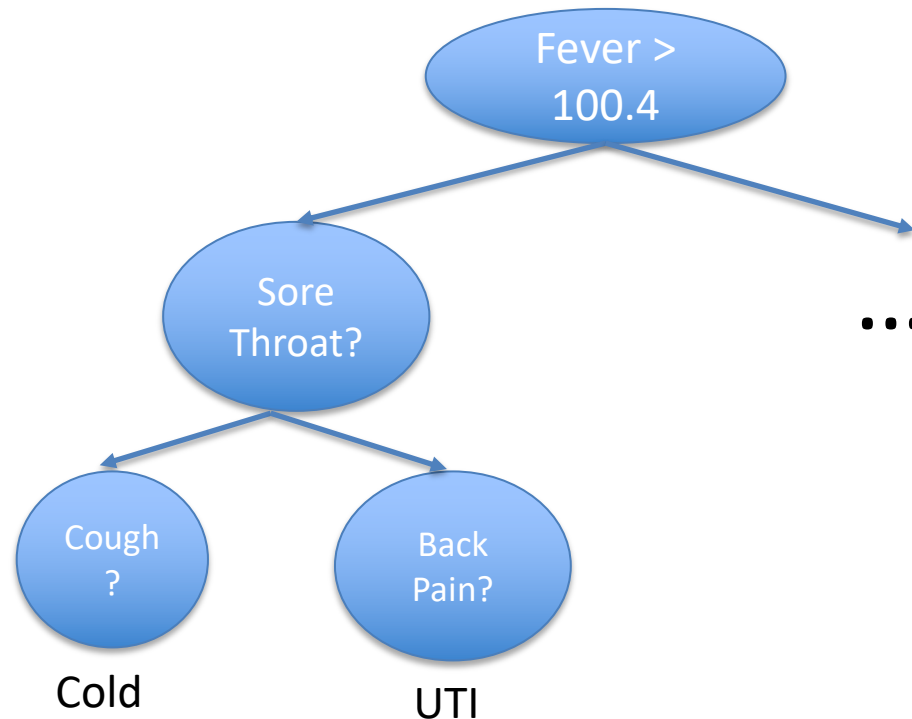 Fever >
100.4
Sore
Throat?
...
Cough
?
Back
Pain?
Cold
UTI